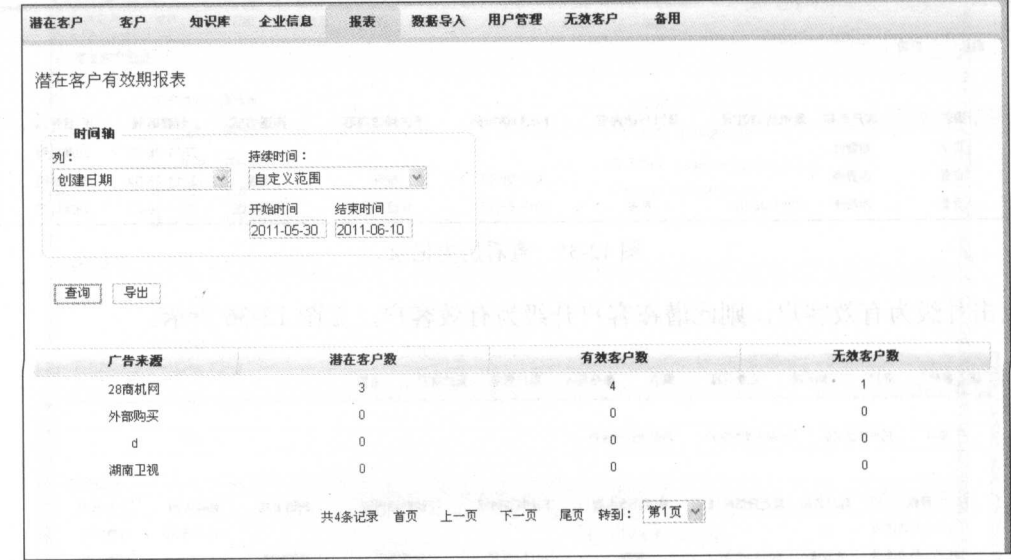 潜在客户 客户 知识库 企业信息 报表 数据导入 用户管理 无效客户 备用
潜在客户有效期报表
时间轴
列： 持续时间：
创建日期 自定义范围
开始时间 结束时间
2011-05-30 2011-06-10
查询 导出
广告来源 潜在客户数 有效客户数 无效客户数
28商机网 3 4 1
外部购买 0 0 0
d 0 0 0
湖南卫视 0 0 0
共4条记录 首页 上一页 下一页 尾页 转到： 第1页